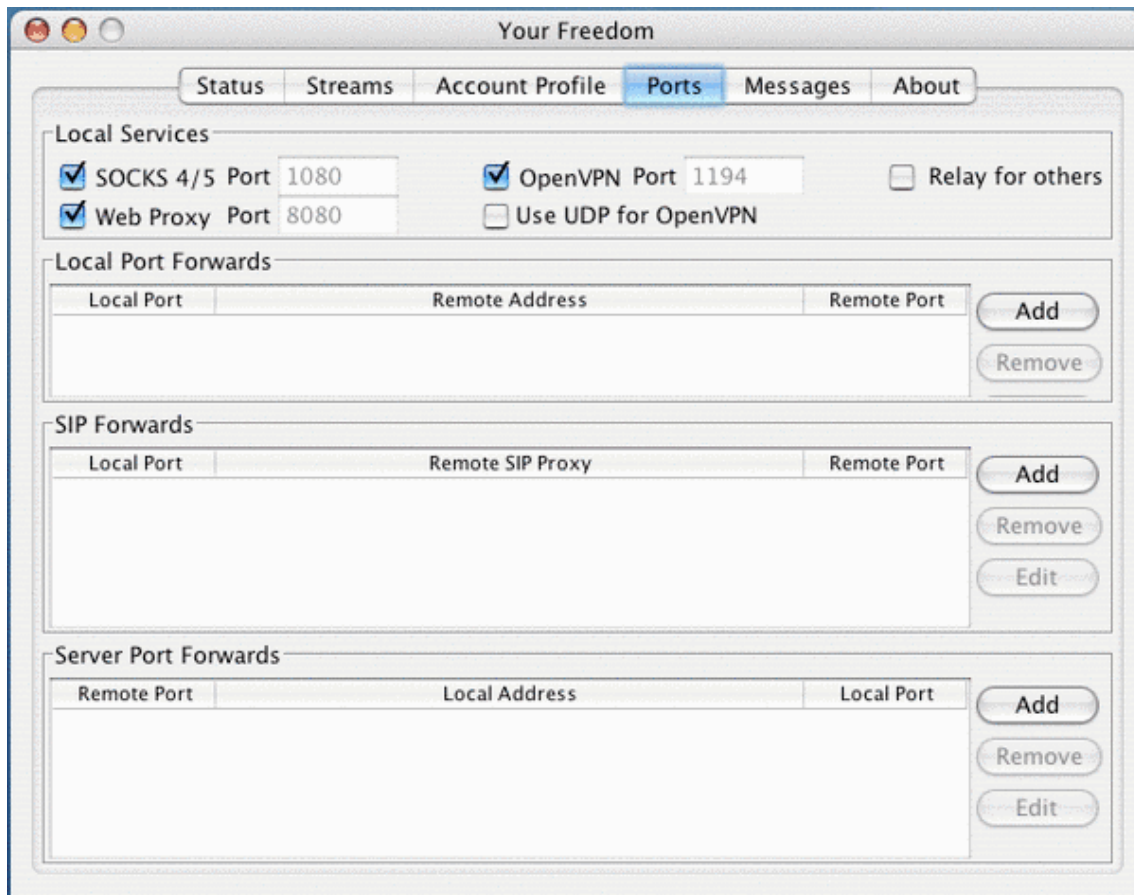 Your Freedom
Status Streams Account Profile Ports Messages About
Local Services
SOCKS 4/5 Port 1080 OpenVPN Port 1194 Relay for others
Web Proxy Port 8080 Use UDP for OpenVPN
Local Port Forwards
Local Port Remote Address Remote Port
Add
Remove
SIP Forwards
Local Port Remote SIP Proxy Remote Port
Add
Remove
Edit
Server Port Forwards
Remote Port Local Address Local Port
Add
Remove
Edit